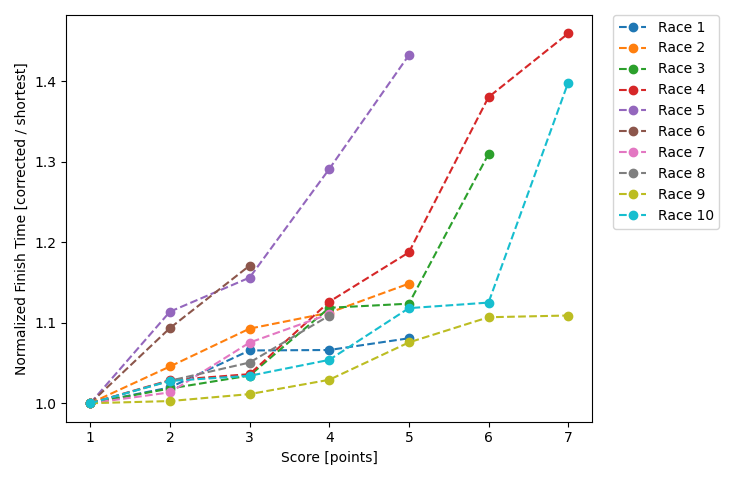 Normalized Finish Time [corrected / shortest]
1.4
1.3
1.2
1.1
1.0
1 2 3 4 5 6 7
Score [points]
Race 1
Race 2
Race 3
Race 4
Race 5
Race 6
Race 7
Race 8
Race 9
Race 10